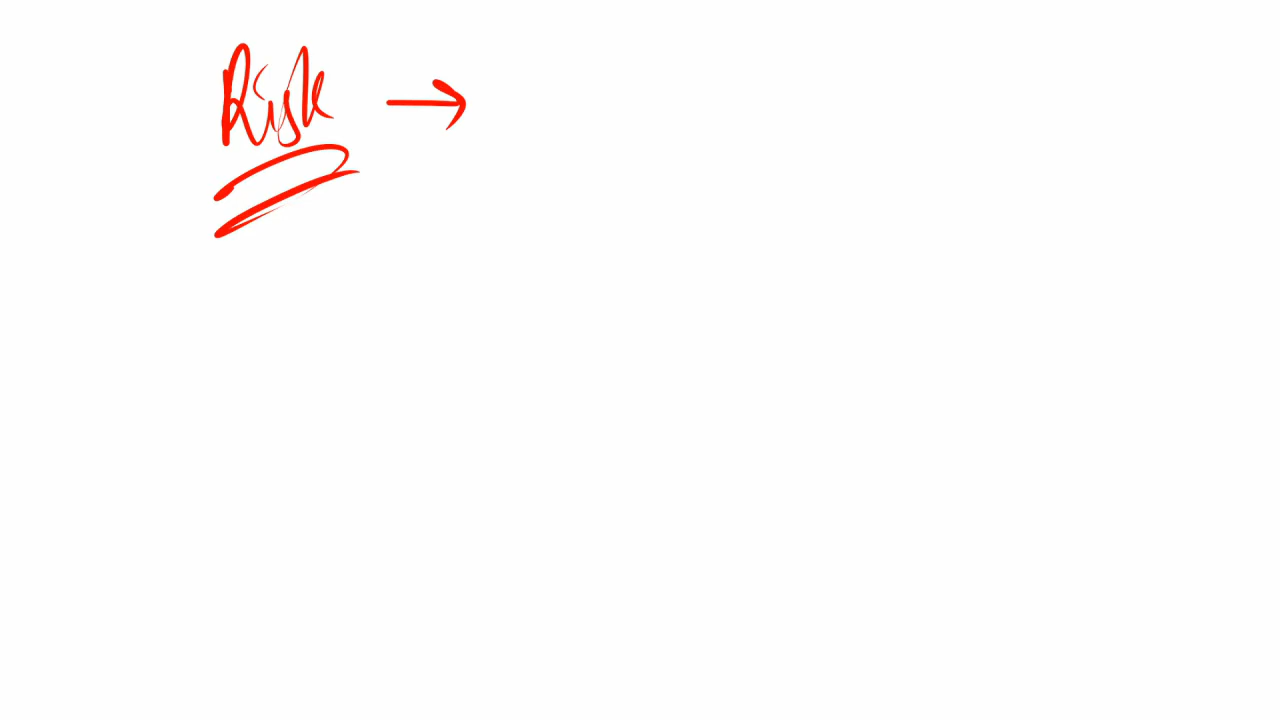 Risk →